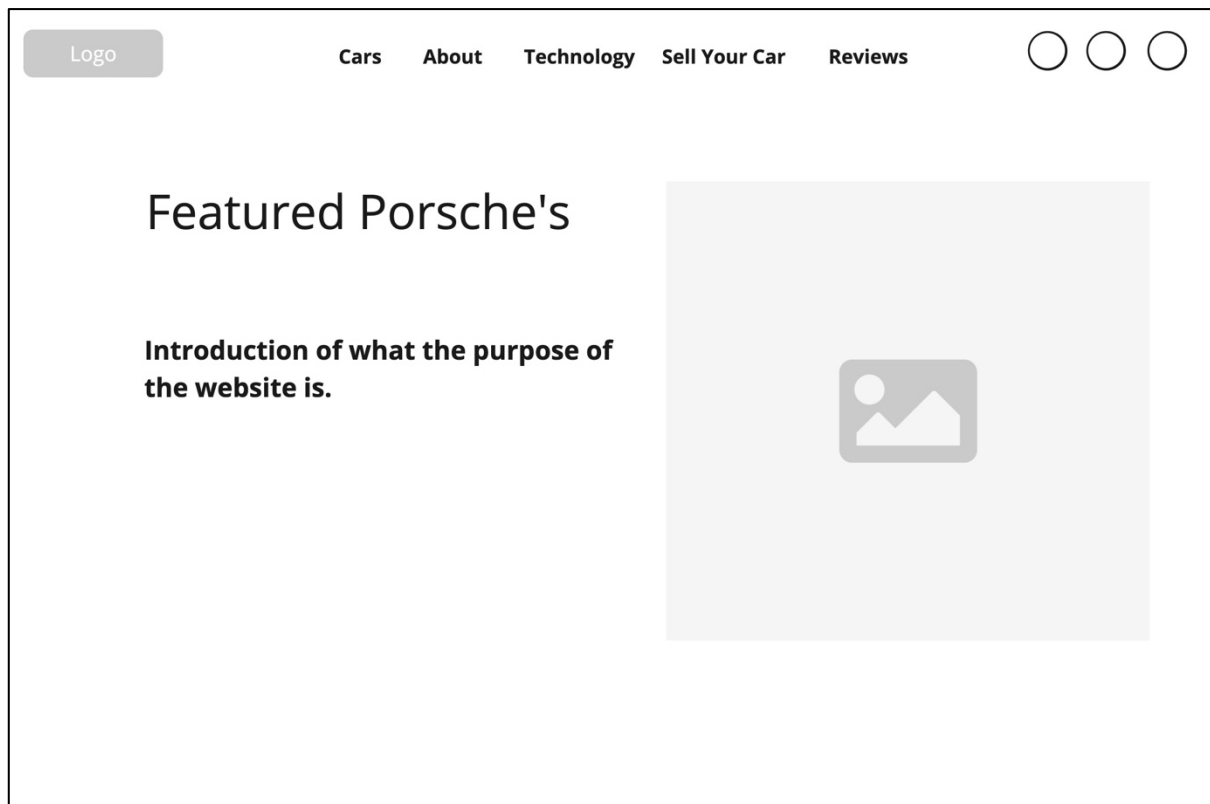 Logo
Cars About Technology Sell Your Car Reviews
Featured Porsche's
Introduction of what the purpose of
the website is.